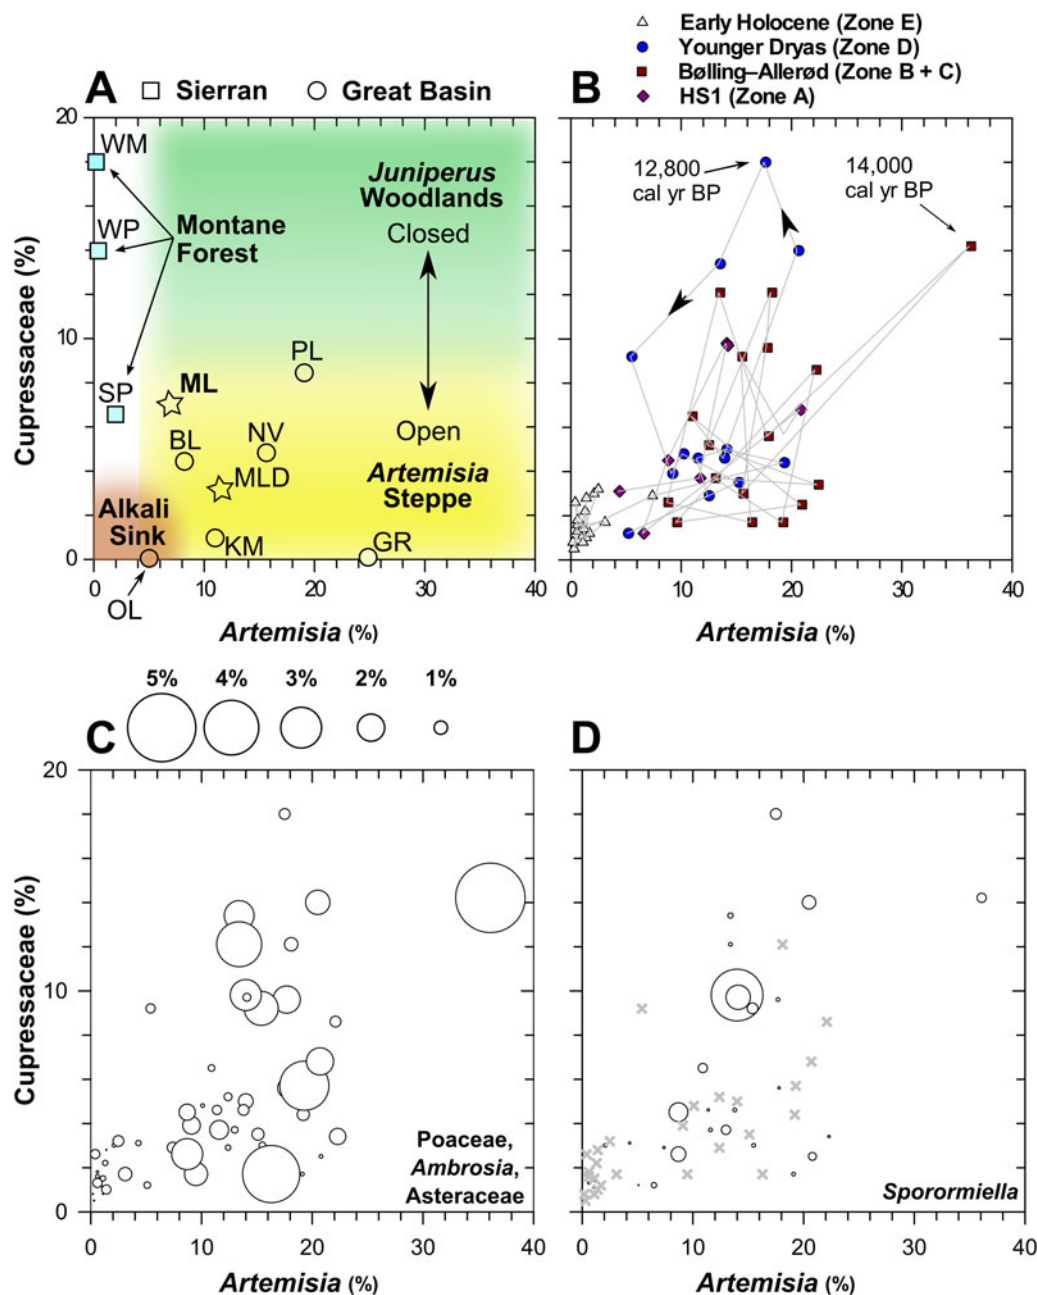 Early Holocene (Zone E)
Younger Dryas (Zone D)
Bølling–Allerød (Zone B + C)
HS1 (Zone A)
A
Sierran
Great Basin
B
20
10
0
Cupressaceae (%)
WM
WP
SP
Montane
Forest
Juniperus
Woodlands
Closed
Open
Artemisia
Steppe
PL
ML
BL
NV
MLD
KM
GR
Alkali
Sink
OL
0
10
20
30
40
Artemisia (%)
12,800
cal yr BP
14,000
cal yr BP
0
10
20
30
40
Artemisia (%)
5%
4%
3%
2%
1%
C
D
20
10
0
Cupressaceae (%)
Poaceae,
Ambrosia,
Asteraceae
0
10
20
30
40
Artemisia (%)
20
10
0
Cupressaceae (%)
Sporormiella
0
10
20
30
40
Artemisia (%)